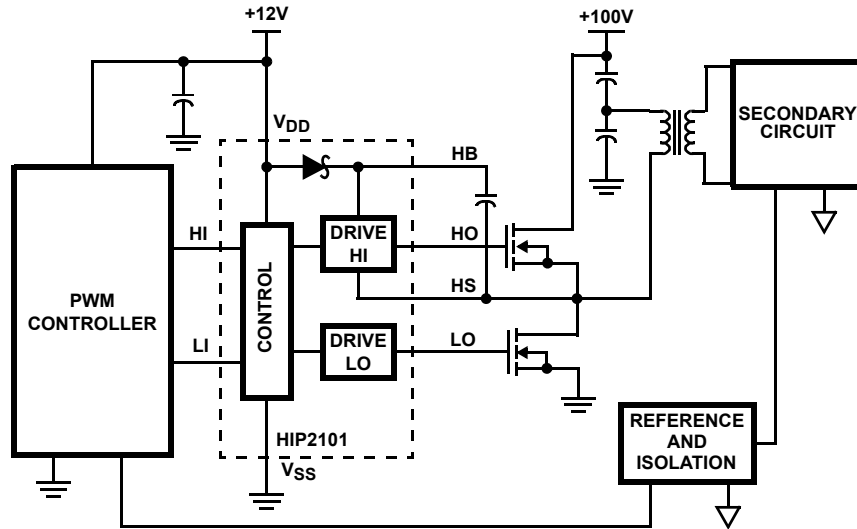 +12V
+100V
SECONDARY
CIRCUIT
VDD
HB
HI
DRIVE
HI
HO
HS
PWM
CONTROLLER
CONTROL
LI
DRIVE
LO
LO
HIP2101
VSS
REFERENCE
AND
ISOLATION